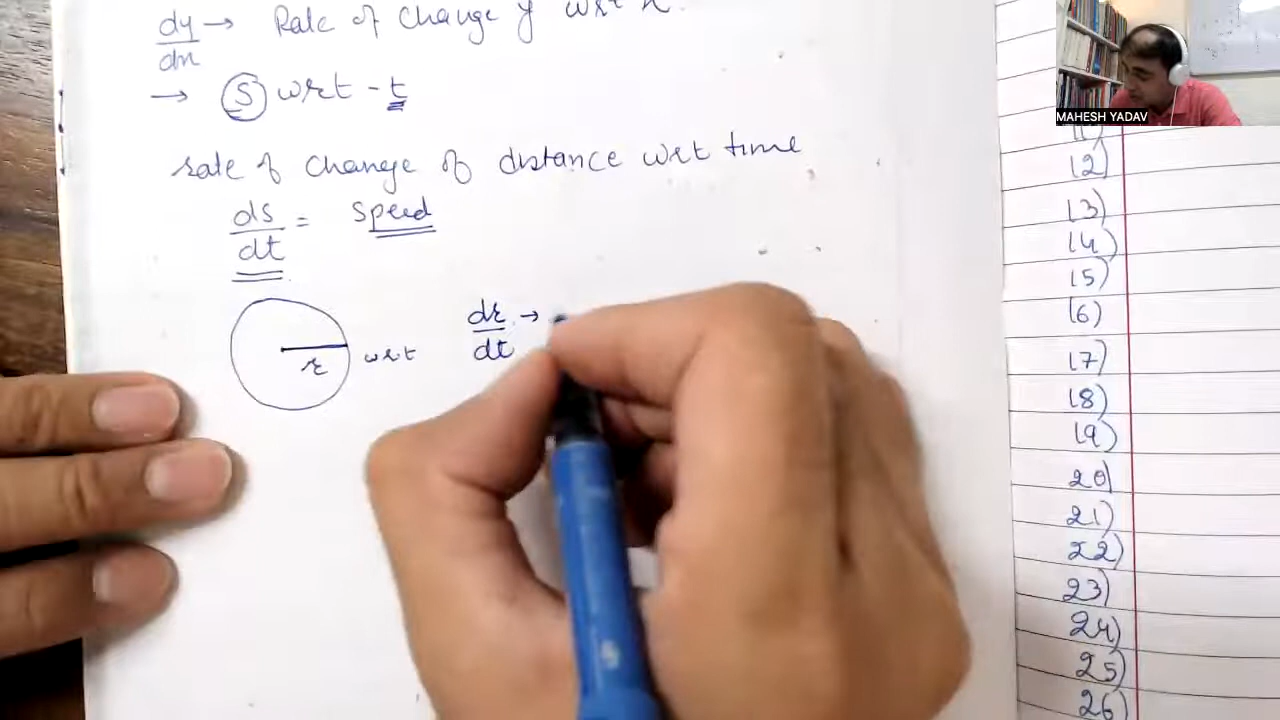 dy/dx → Rate of change y wrt x.
→ S wrt - t
rate of change of distance wrt time
ds/dt = speed
r wrt dr/dt →
MAHESH YADAV
12)
13)
14)
15)
16)
17)
18)
19)
20)
21)
22)
23)
24)
25)
26)